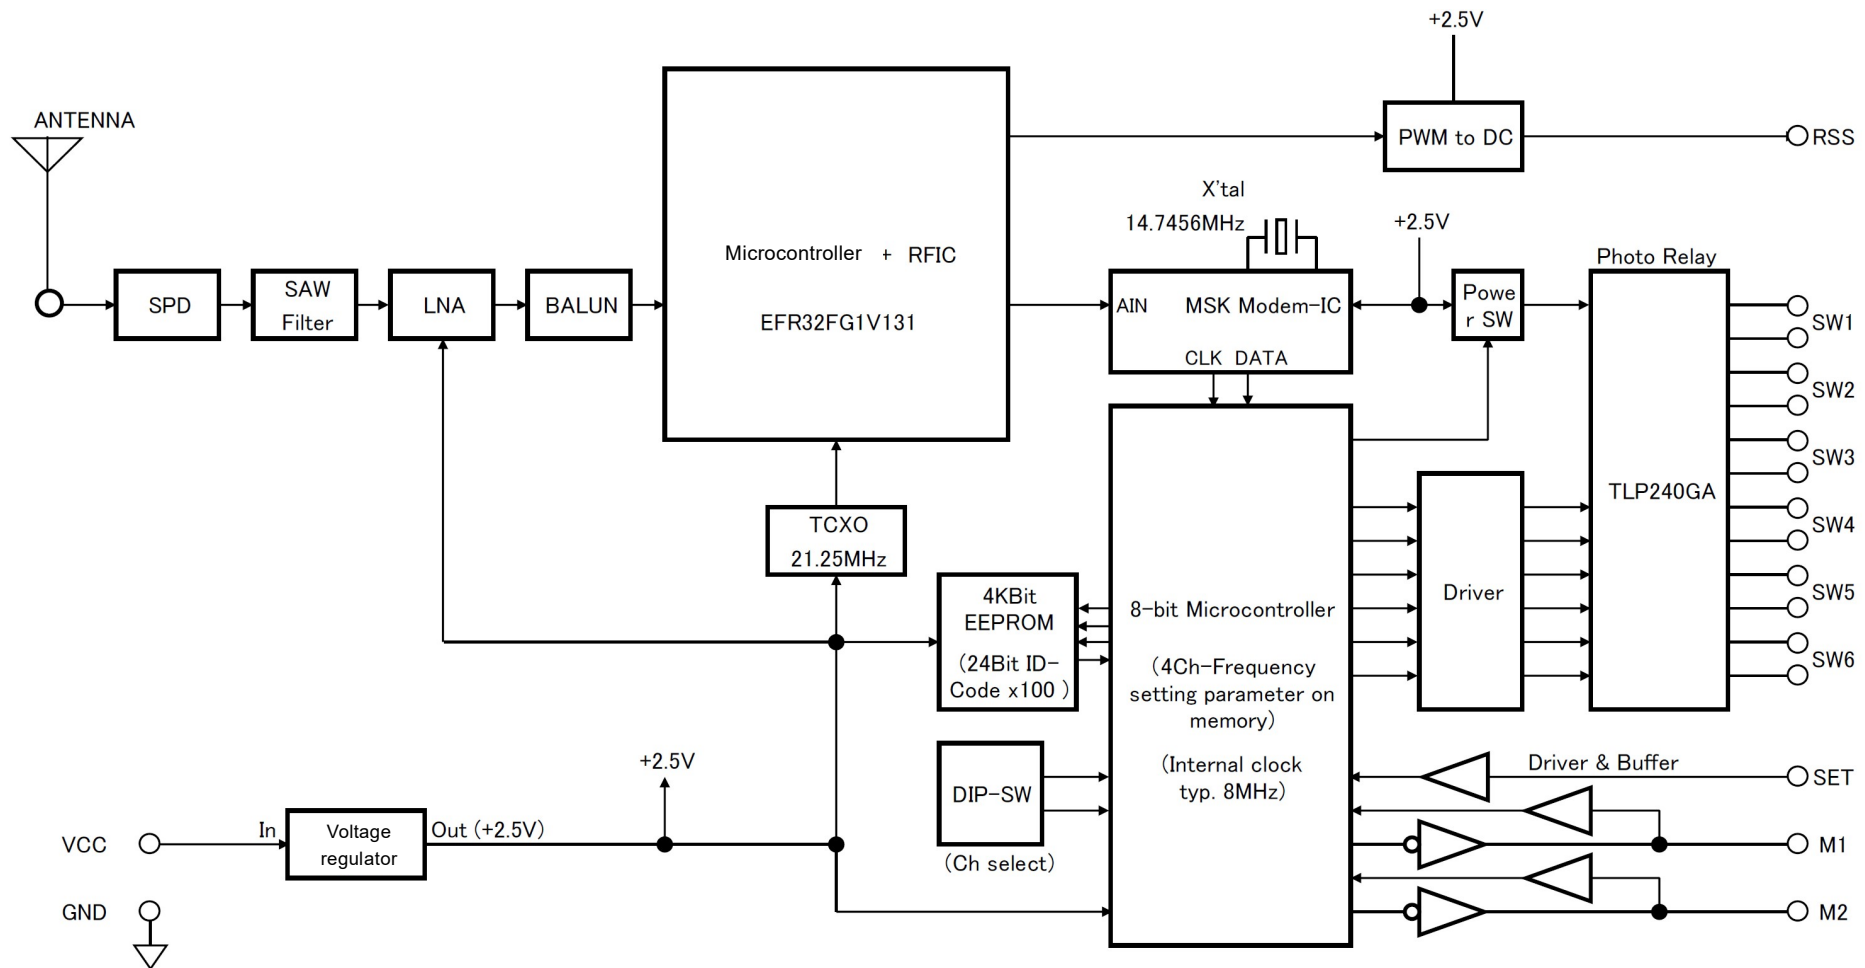 +2.5V
ANTENNA
PWM to DC
RSS
X'tal
14.7456MHz
+2.5V
Microcontroller + RFIC
EFR32FG1V131
Photo Relay
SPD
SAW
Filter
LNA
BALUN
AIN
MSK Modem-IC
CLK DATA
Powe
r SW
SW1
SW2
SW3
TLP240GA
SW4
SW5
SW6
TCXO
21.25MHz
4KBit
EEPROM
(24Bit ID-
Code x100 )
8-bit Microcontroller
(4Ch-Frequency
setting parameter on
memory)
(Internal clock
typ. 8MHz)
Driver
DIP-SW
(Ch select)
Driver & Buffer
SET
M1
M2
+2.5V
VCC
In
Voltage
regulator
Out (+2.5V)
GND